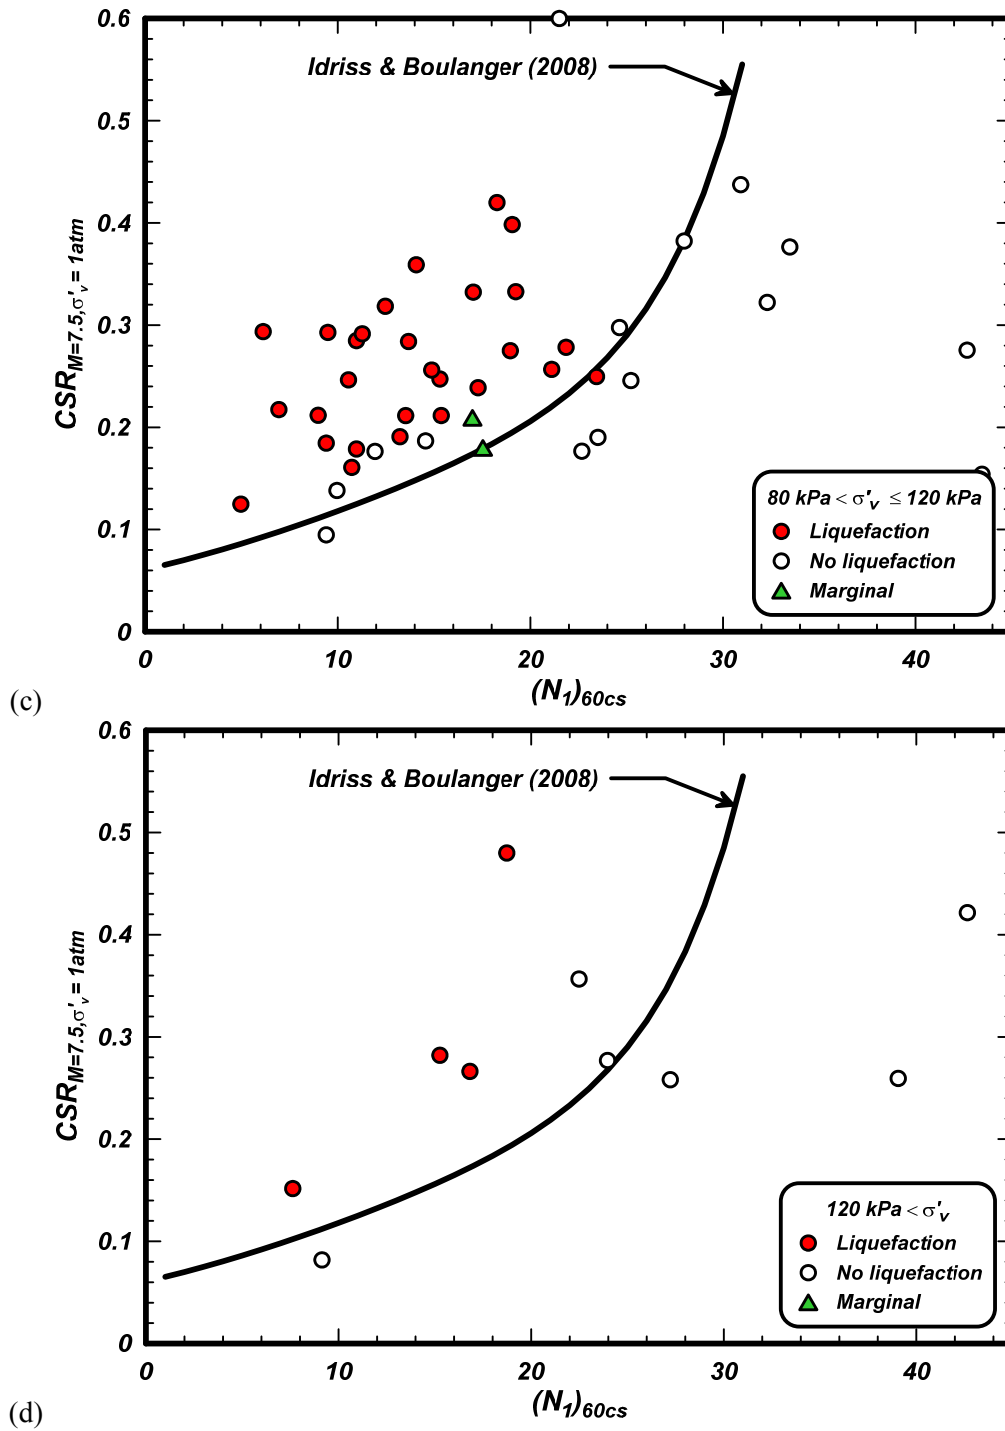 0.6
Idriss & Boulanger (2008)
0.5
0.4
0.3
0.2
0.1
0
CSR M=7.5,σ'v = 1atm
80 kPa < σ'v ≤ 120 kPa
Liquefaction
No liquefaction
Marginal
0 10 20 30 40
(N1)60cs
(c)
0.6
Idriss & Boulanger (2008)
0.5
0.4
0.3
0.2
0.1
0
CSR M=7.5,σ'v = 1atm
120 kPa < σ'v
Liquefaction
No liquefaction
Marginal
0 10 20 30 40
(N1)60cs
(d)